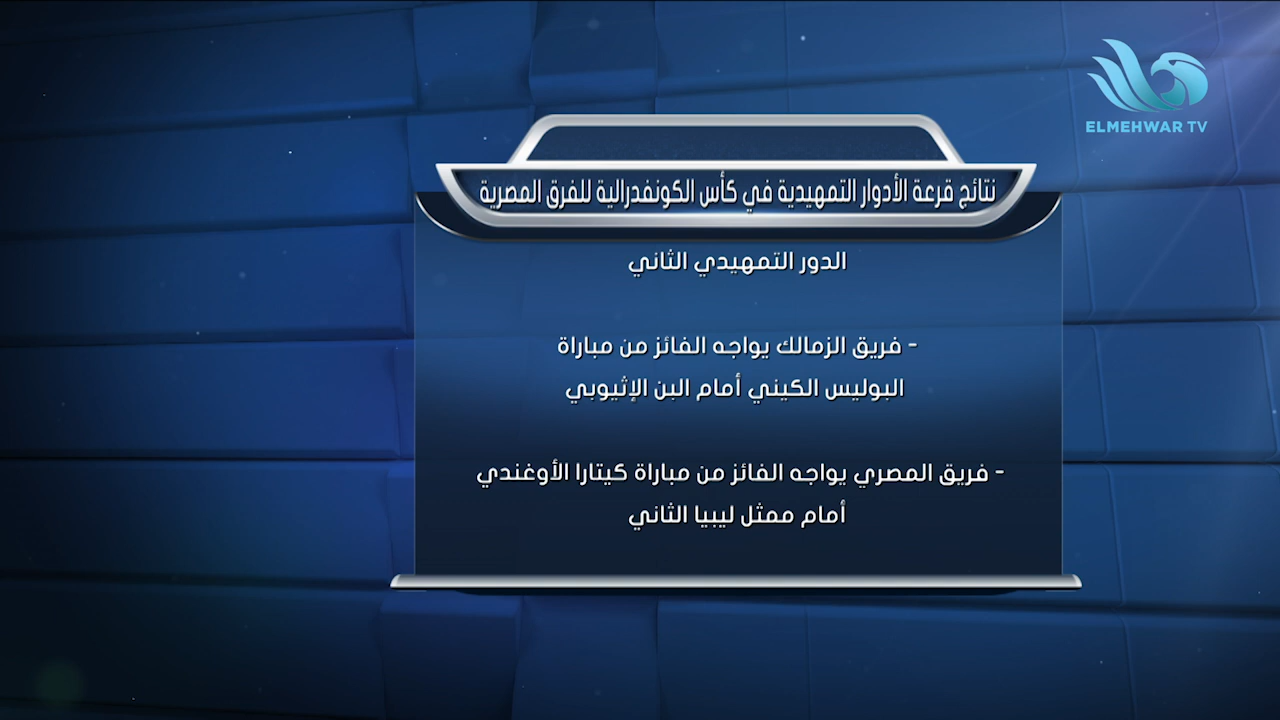 ELMEHWAR TV
نتائج قرعة الأدوار التمهيدية في كأس الكونفدرالية للفرق المصرية
الدور التمهيدي الثاني
- فريق الزمالك يواجه الفائز من مباراة
البوليس الكيني أمام البن الإثيوبي
- فريق المصري يواجه الفائز من مباراة كيتارا الأوغندي
أمام ممثل ليبيا الثاني